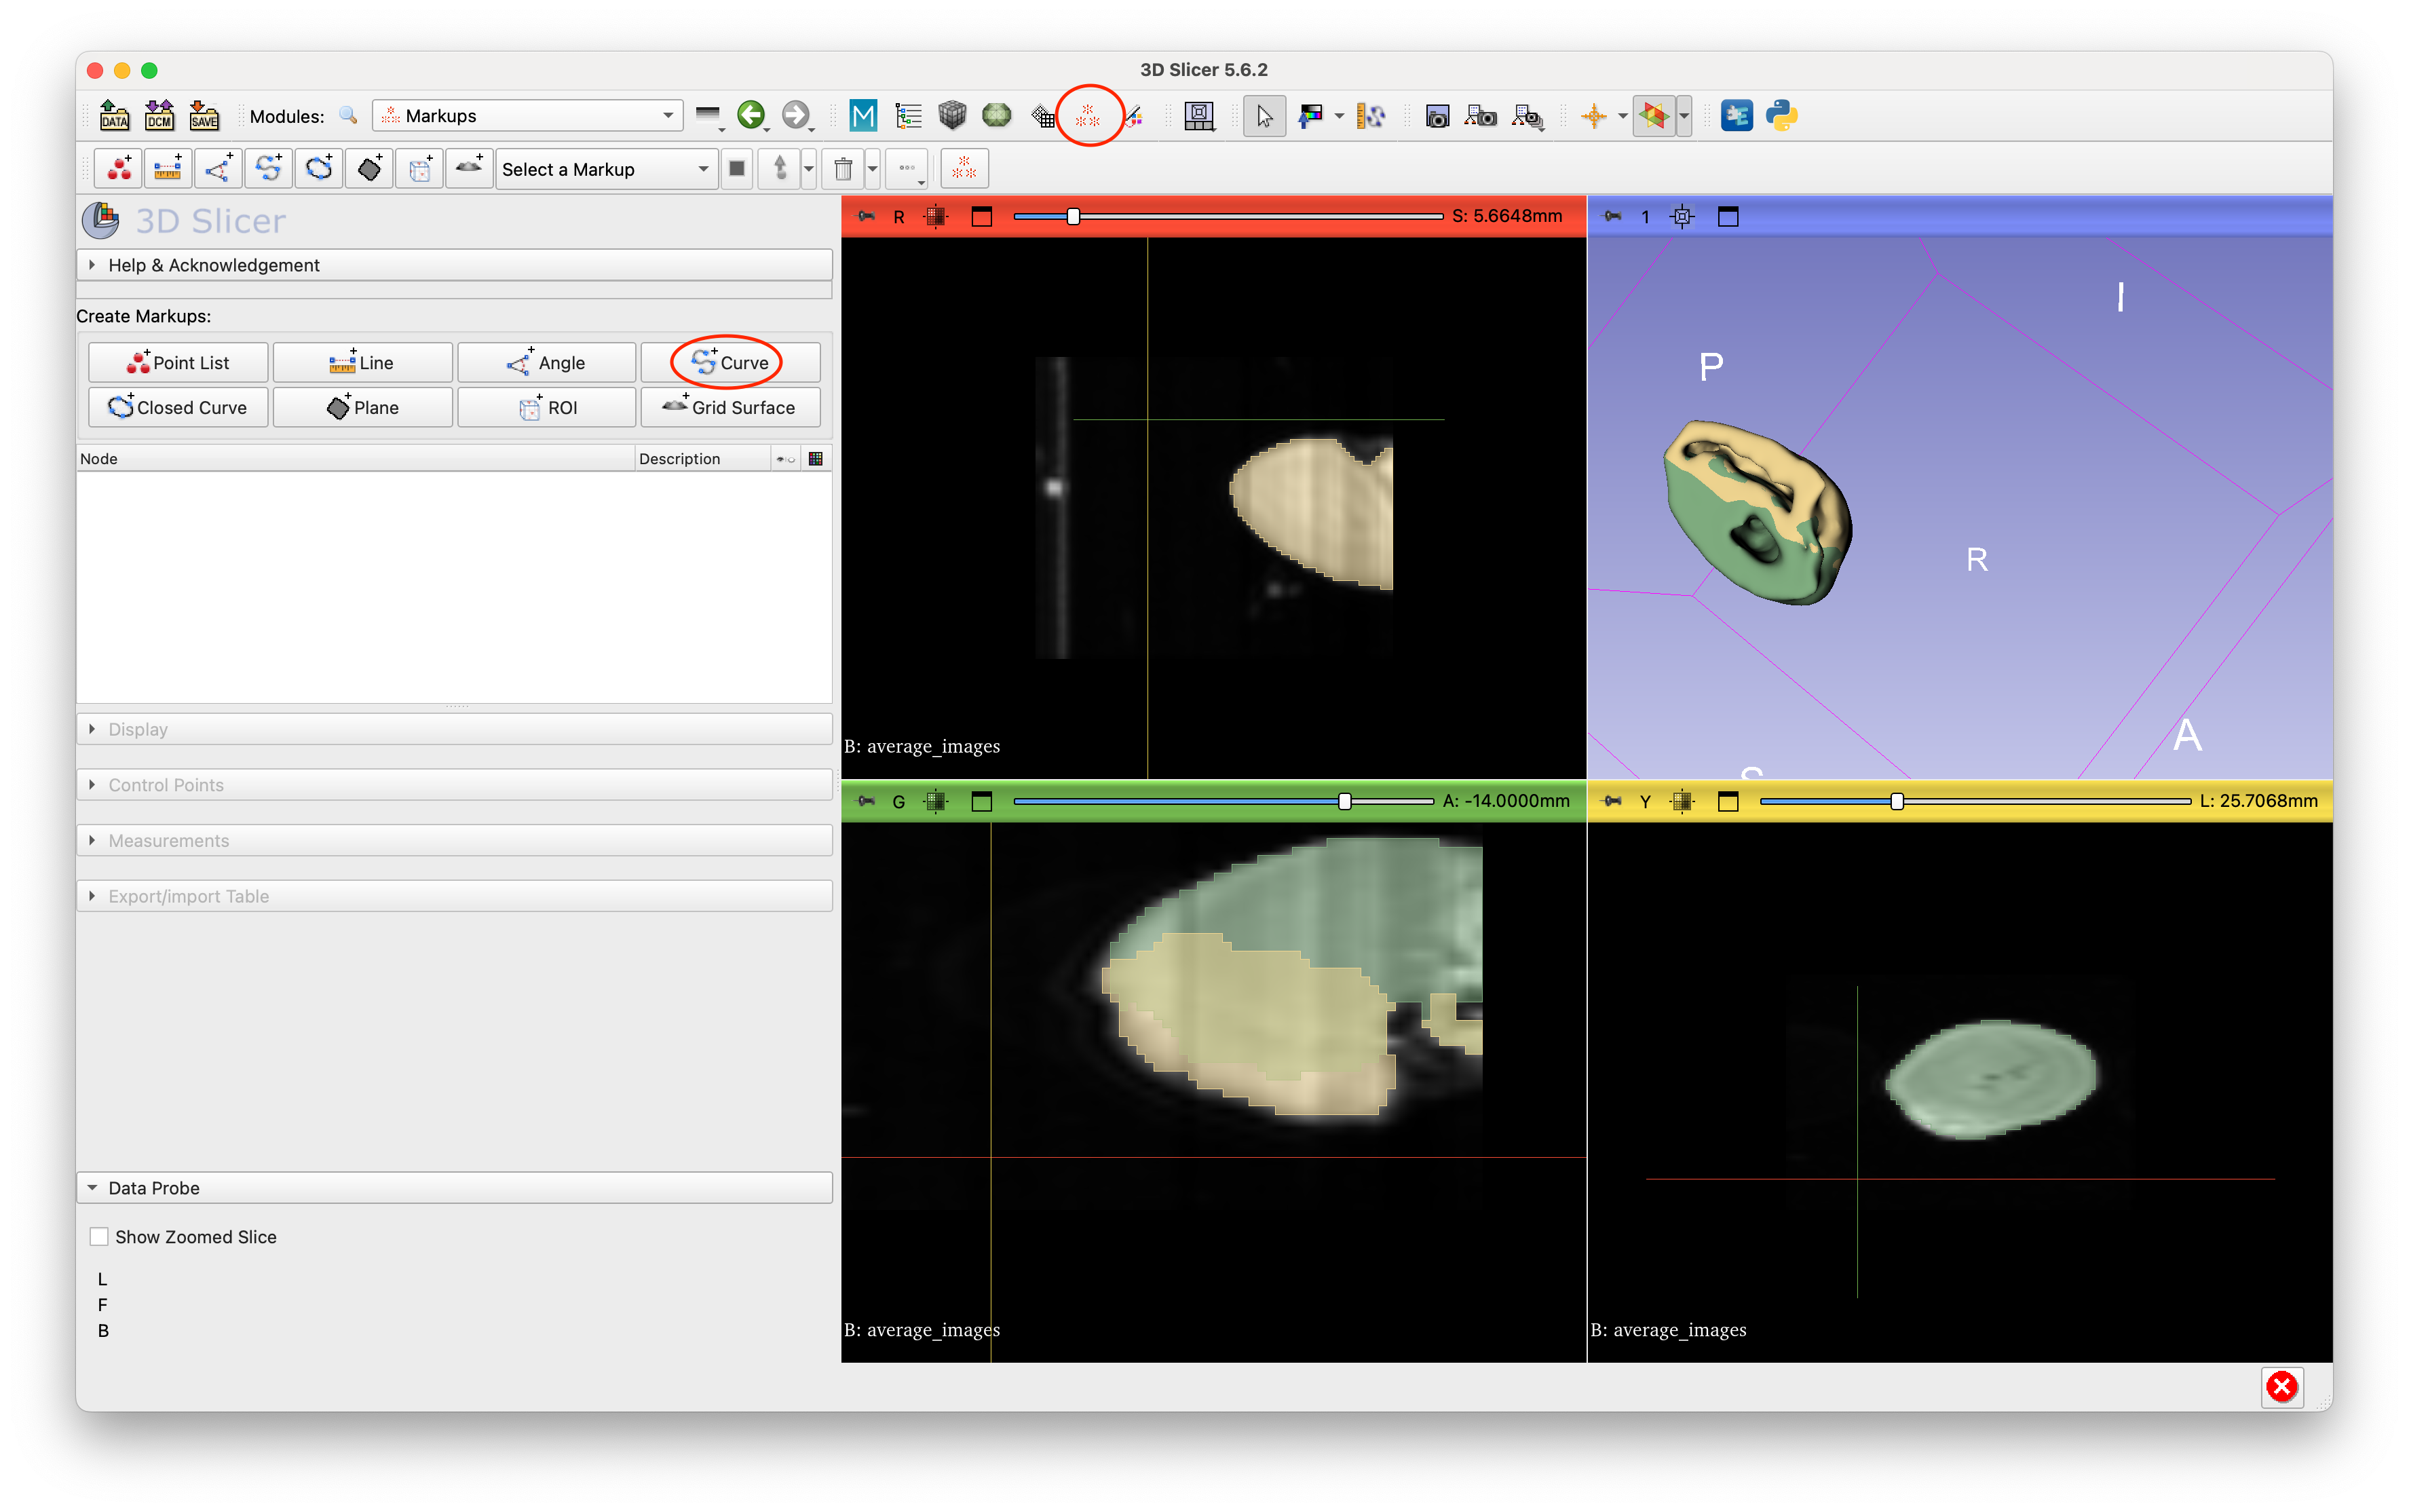 3D Slicer 5.6.2
DATA
DCM
SAVE
Modules:
Markups
M
Select a Markup
3D Slicer
Help & Acknowledgement
Create Markups:
Point List
Line
Angle
Curve
Closed Curve
Plane
ROI
Grid Surface
Node
Description
Display
Control Points
Measurements
Export/import Table
Data Probe
Show Zoomed Slice
L
F
B
R
S: 5.6648mm
B: average_images
1
I
P
R
A
S
G
A: -14.0000mm
B: average_images
Y
L: 25.7068mm
B: average_images